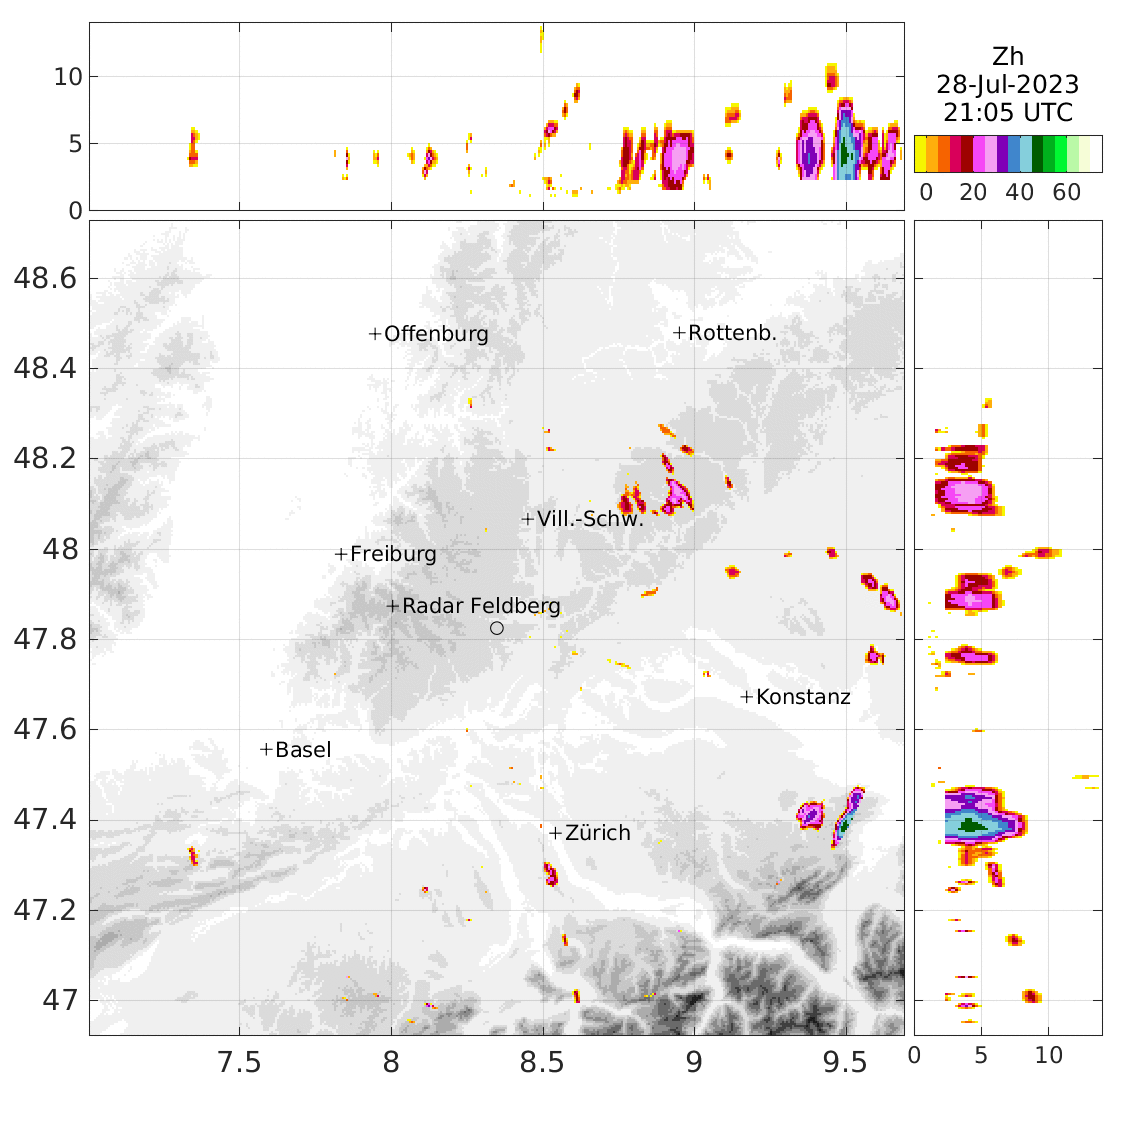 Zh
28-Jul-2023
21:05 UTC
0 20 40 60
10
5
0
48.6
48.4
48.2
48
47.8
47.6
47.4
47.2
47
+Offenburg
+Rottenb.
+Vill.-Schw.
+Freiburg
+Radar Feldberg
+Konstanz
+Basel
+Zürich
7.5 8 8.5 9 9.5
0 5 10